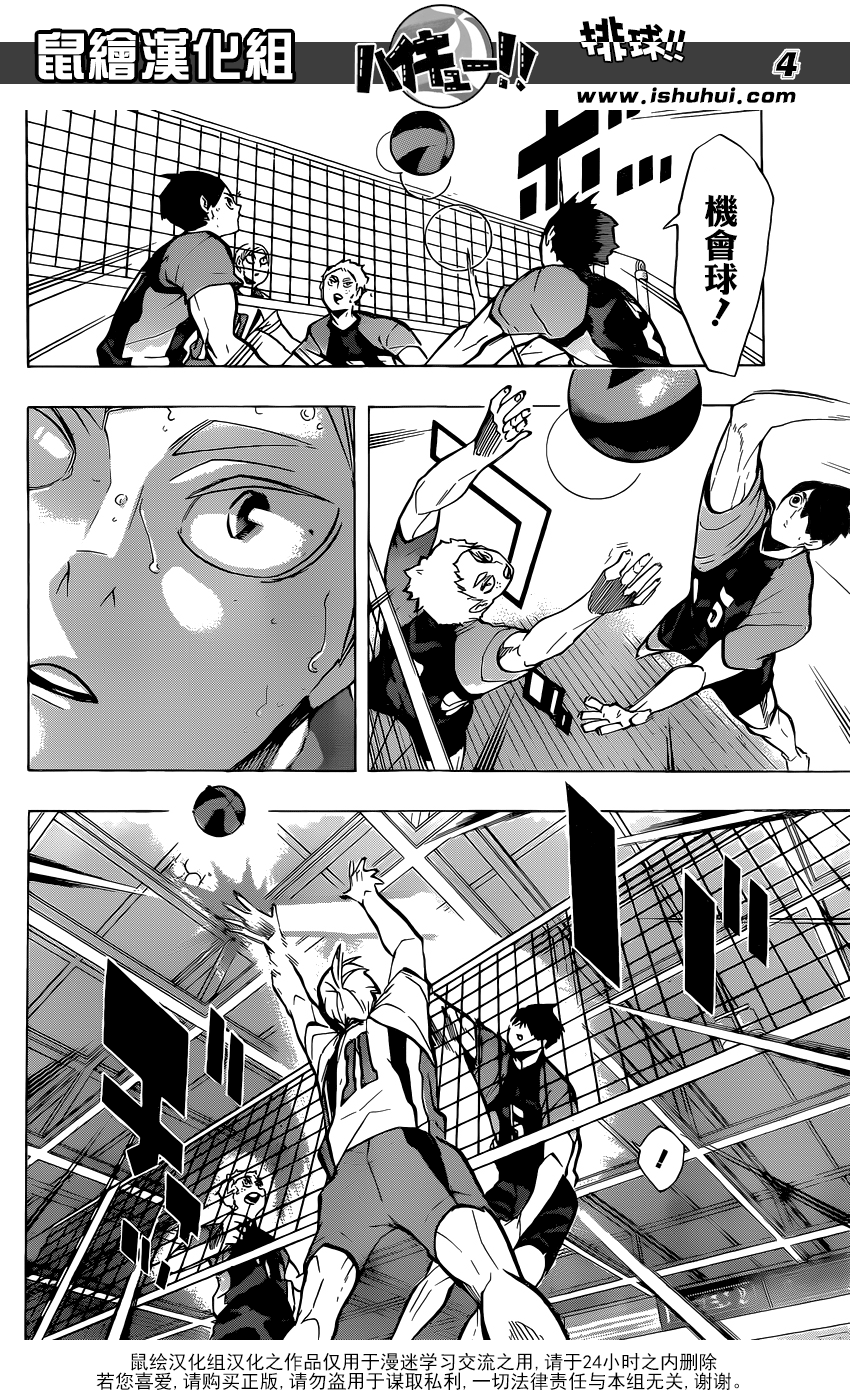 鼠繪漢化組
ハイキュー!!
排球!!
4
www.ishuhui.com
ボッ
機會球!
!
鼠绘汉化组汉化之作品仅用于漫迷学习交流之用,请于24小时之内删除
若您喜爱,请购买正版,请勿盗用于谋取私利,一切法律责任与本组无关,谢谢。